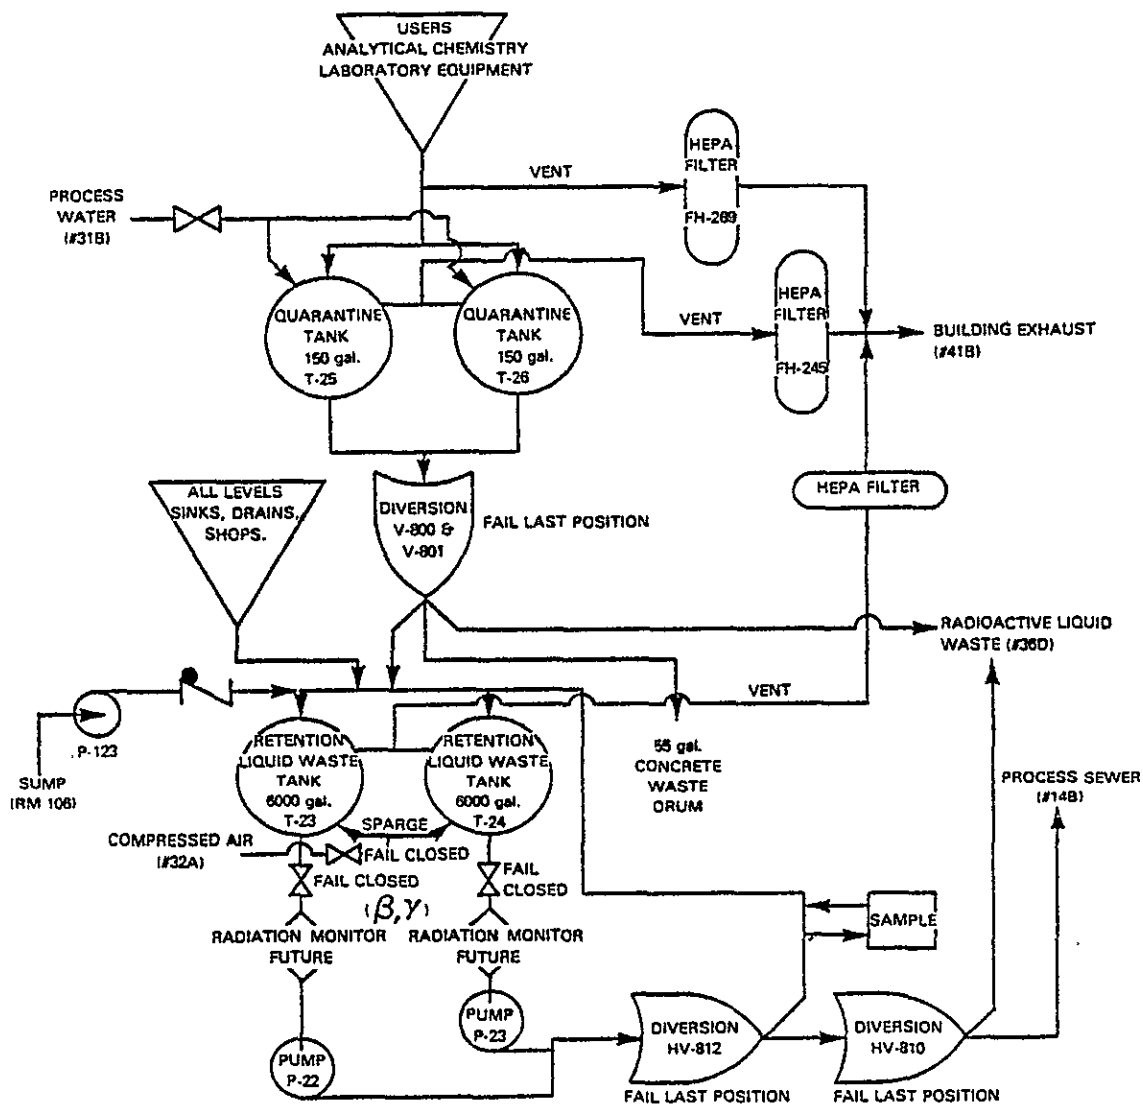 USERS
ANALYTICAL CHEMISTRY
LABORATORY EQUIPMENT
HEPA
FILTER
FH-269
VENT
PROCESS
WATER
(#31B)
HEPA
FILTER
FH-245
VENT
BUILDING EXHAUST
(#41B)
QUARANTINE
TANK
150 gal.
T-25
QUARANTINE
TANK
150 gal.
T-26
HEPA FILTER
ALL LEVELS
SINKS, DRAINS,
SHOPS.
DIVERSION
V-800 &
V-801
FAIL LAST POSITION
RADIOACTIVE LIQUID
WASTE (#36D)
VENT
P-123
SUMP
(RM 106)
RETENTION
LIQUID WASTE
TANK
6000 gal.
T-23
RETENTION
LIQUID WASTE
TANK
6000 gal.
T-24
55 gal.
CONCRETE
WASTE
DRUM
PROCESS SEWER
(#14B)
SPARGE
COMPRESSED AIR
(#32A)
FAIL CLOSED
FAIL CLOSED
FAIL
CLOSED
(β,γ)
RADIATION MONITOR
FUTURE
RADIATION MONITOR
FUTURE
SAMPLE
PUMP
P-23
PUMP
P-22
DIVERSION
HV-812
FAIL LAST POSITION
DIVERSION
HV-810
FAIL LAST POSITION